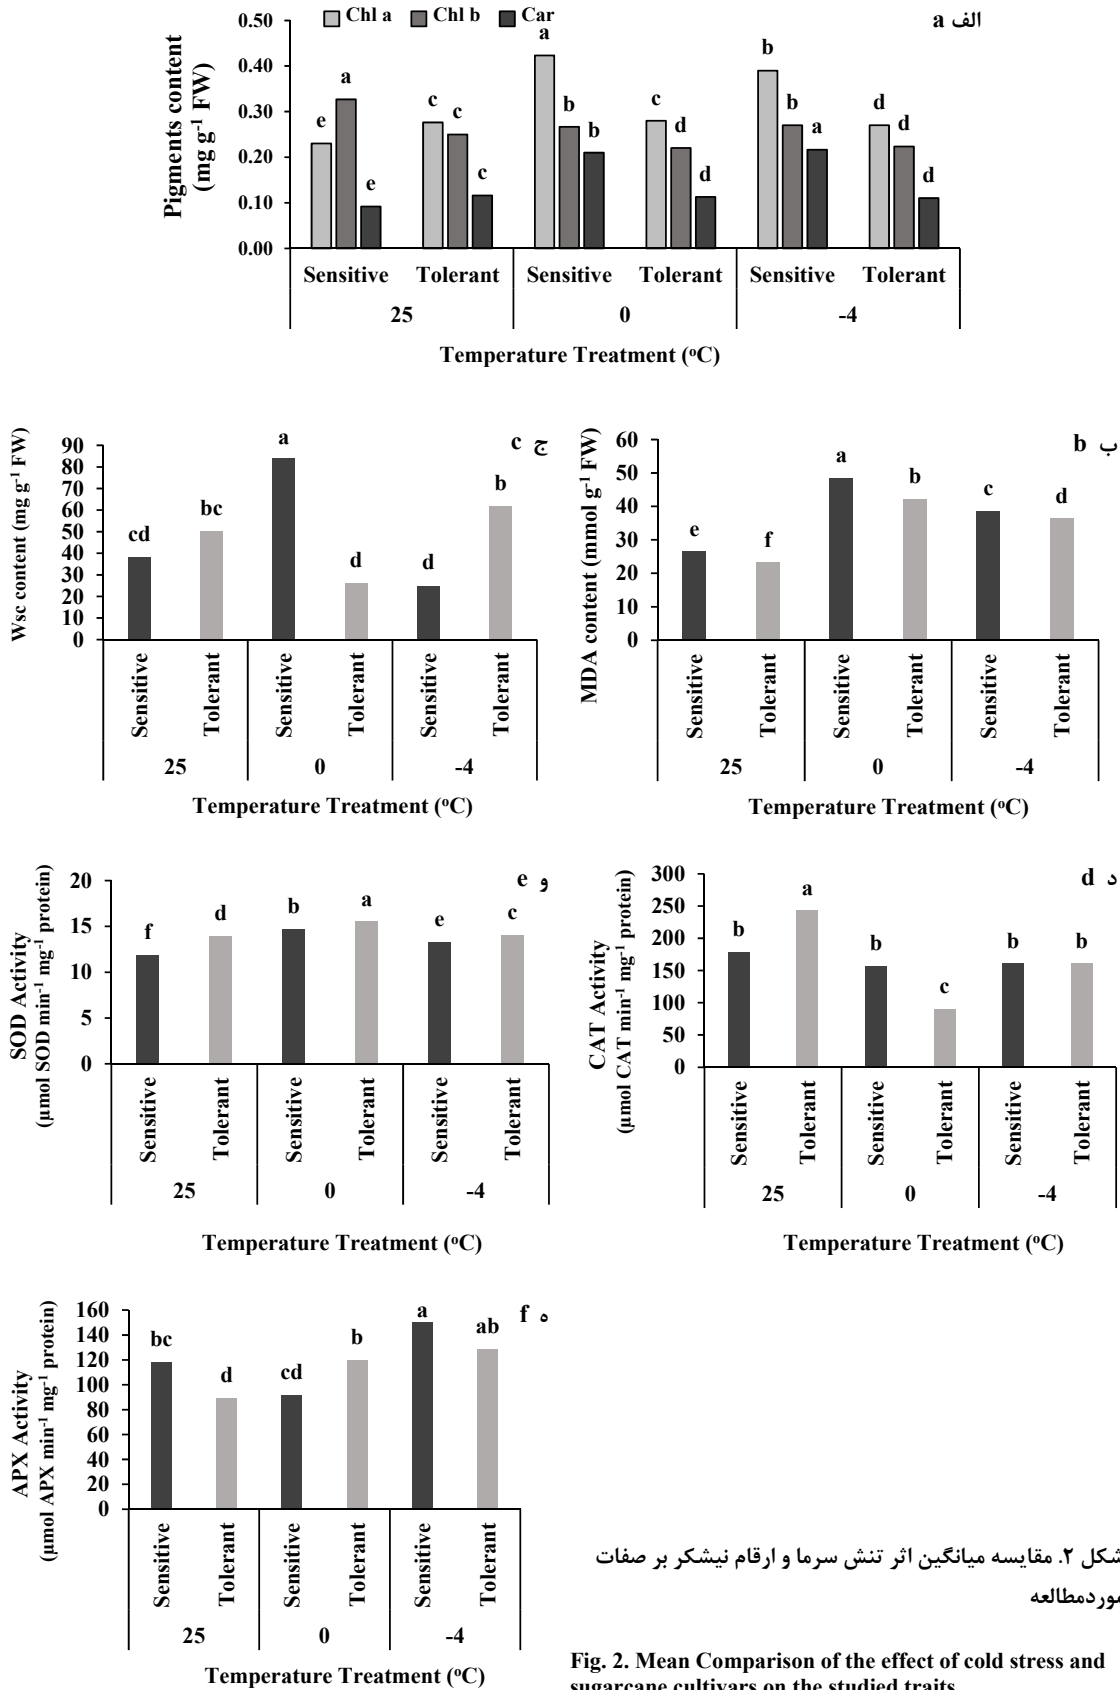 الف a
Chl a Chl b Car
Pigments content
(mg g-1 FW)
0.50
0.40
0.30
0.20
0.10
0.00
e a e c c c a b b c d d b b a d d d
Sensitive Tolerant Sensitive Tolerant Sensitive Tolerant
25 0 -4
Temperature Treatment (oC)
ج c
Wsc content (mg g-1 FW)
90
80
70
60
50
40
30
20
10
0
cd bc a d d b
Sensitive Tolerant Sensitive Tolerant Sensitive Tolerant
25 0 -4
Temperature Treatment (oC)
ب b
MDA content (mmol g-1 FW)
60
50
40
30
20
10
0
e f a b c d
Sensitive Tolerant Sensitive Tolerant Sensitive Tolerant
25 0 -4
Temperature Treatment (oC)
و e
SOD Activity
(µmol SOD min-1 mg-1 protein)
20
15
10
5
0
f d b a e c
Sensitive Tolerant Sensitive Tolerant Sensitive Tolerant
25 0 -4
Temperature Treatment (oC)
د d
CAT Activity
(µmol CAT min-1 mg-1 protein)
300
250
200
150
100
50
0
b a b c b b
Sensitive Tolerant Sensitive Tolerant Sensitive Tolerant
25 0 -4
Temperature Treatment (oC)
ه f
APX Activity
(µmol APX min-1 mg-1 protein)
160
140
120
100
80
60
40
20
0
bc d cd b a ab
Sensitive Tolerant Sensitive Tolerant Sensitive Tolerant
25 0 -4
Temperature Treatment (oC)
شکل ۲. مقایسه میانگین اثر تنش سرما و ارقام نیشکر بر صفات
موردمطالعه
Fig. 2. Mean Comparison of the effect of cold stress and
sugarcane cultivars on the studied traits